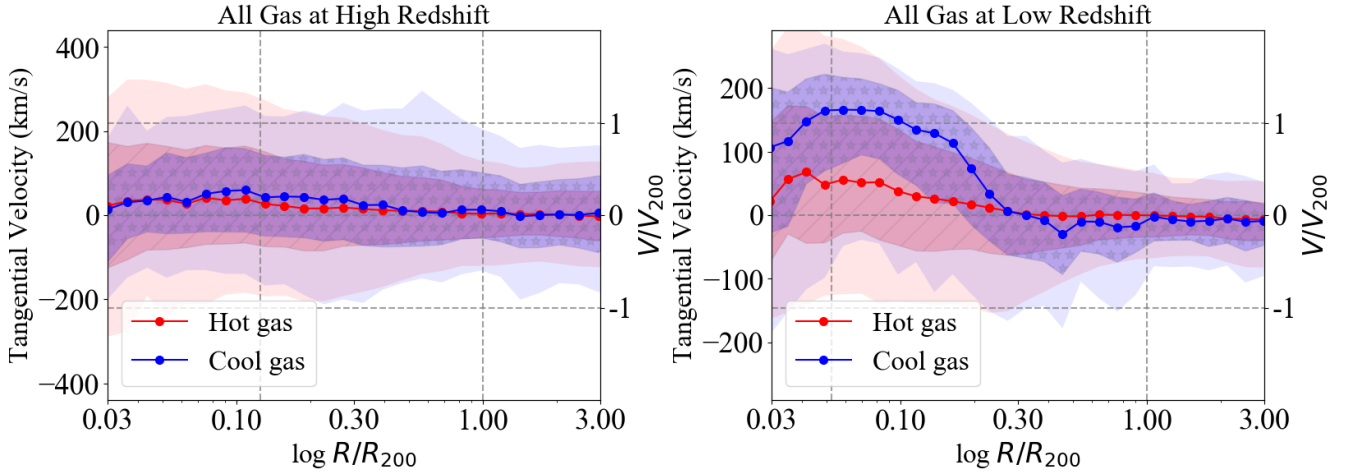 All Gas at High Redshift
Tangential Velocity (km/s)
400
200
0
−200
−400
1
0
-1
V/V200
Hot gas
Cool gas
0.03 0.10 0.30 1.00 3.00
log R/R200
All Gas at Low Redshift
Tangential Velocity (km/s)
200
100
0
−100
−200
1
0
-1
V/V200
Hot gas
Cool gas
0.03 0.10 0.30 1.00 3.00
log R/R200